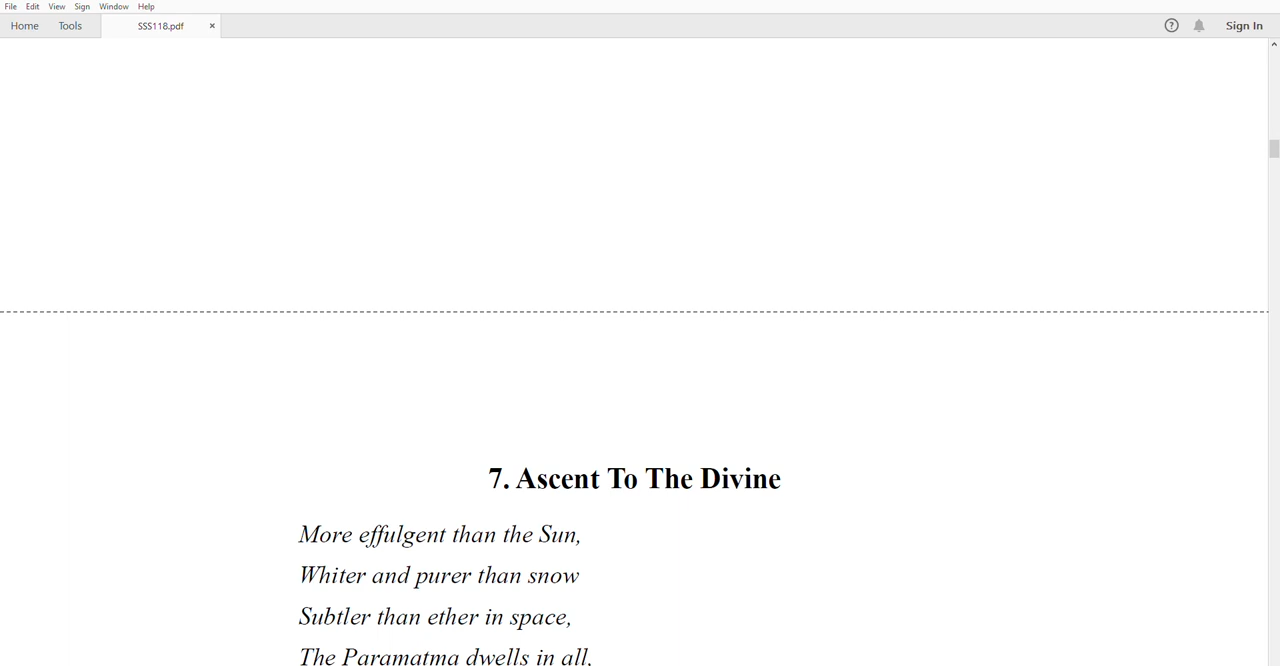 File Edit View Sign Window Help
Home Tools SSS118.pdf × ? Sign In
7. Ascent To The Divine
More effulgent than the Sun,
Whiter and purer than snow
Subtler than ether in space,
The Paramatma dwells in all,